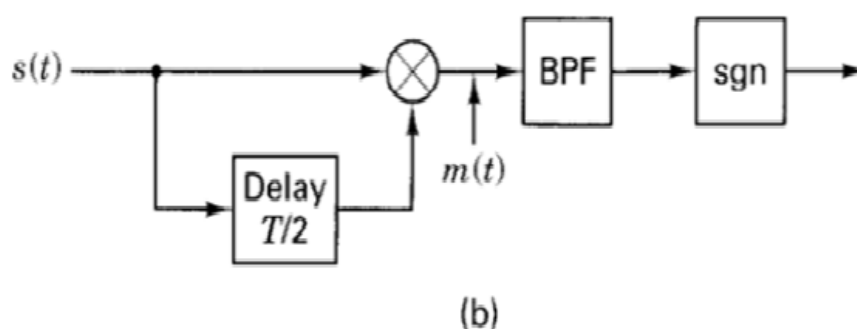 s(t)
BPF
sgn
m(t)
Delay
T/2
(b)